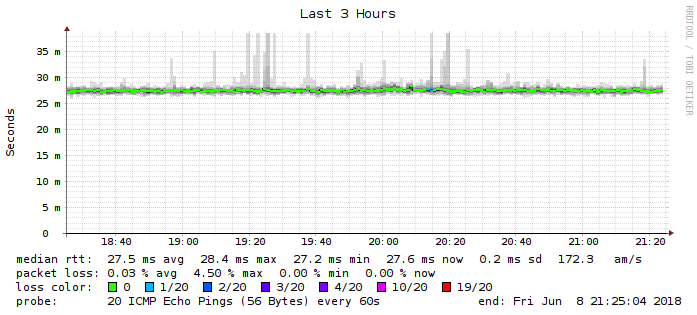 Last 3 Hours
RRDTOOL / TOBI OETIKER
Seconds
35 m
30 m
25 m
20 m
15 m
10 m
5 m
0
18:40 19:00 19:20 19:40 20:00 20:20 20:40 21:00 21:20
median rtt: 27.5 ms avg 28.4 ms max 27.2 ms min 27.6 ms now 0.2 ms sd 172.3 am/s
packet loss: 0.03 % avg 4.50 % max 0.00 % min 0.00 % now
loss color: 0 1/20 2/20 3/20 4/20 10/20 19/20
probe: 20 ICMP Echo Pings (56 Bytes) every 60s end: Fri Jun 8 21:25:04 2018